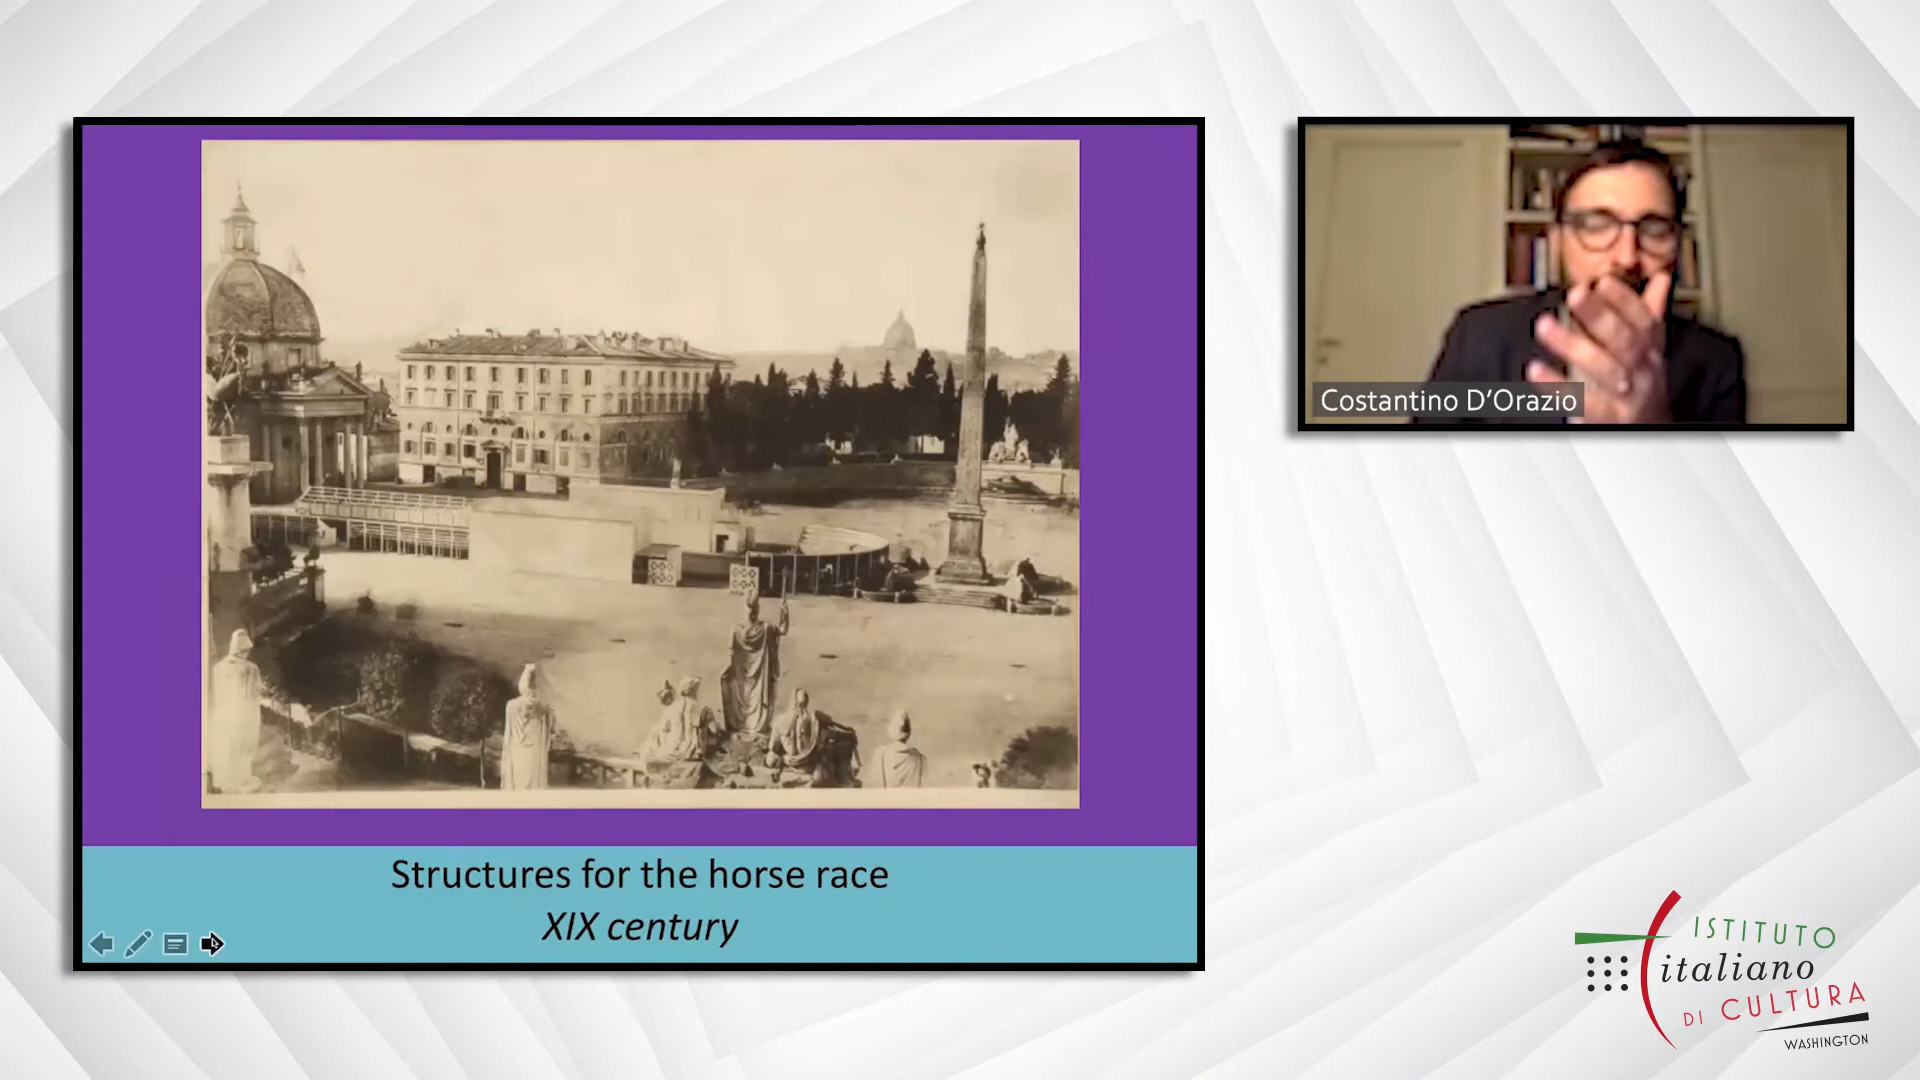 Costantino D'Orazio
Structures for the horse race
XIX century
ISTITUTO
italiano
DI CULTURA
WASHINGTON